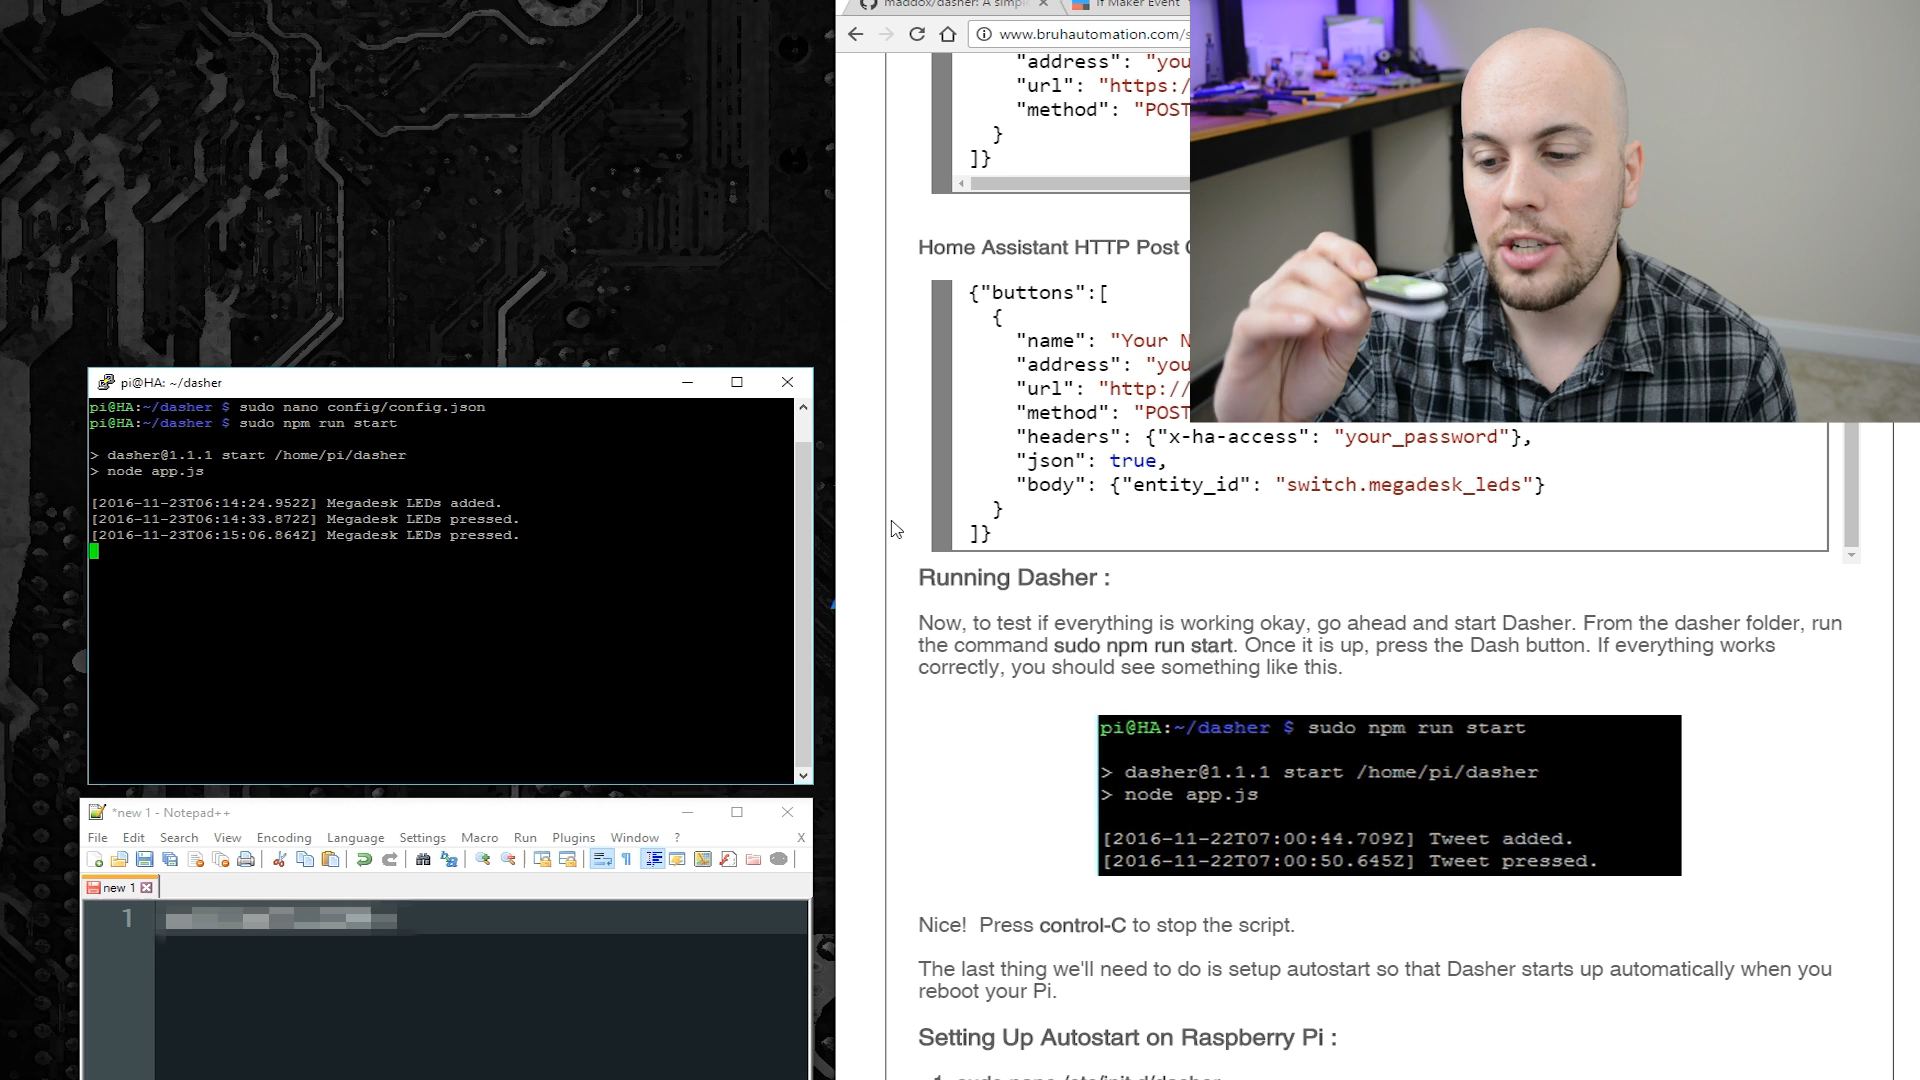 pi@HA: ~/dasher
pi@HA:~/dasher $ sudo nano config/config.json
pi@HA:~/dasher $ sudo npm run start
> dasher@1.1.1 start /home/pi/dasher
> node app.js
[2016-11-23T06:14:24.952Z] Megadesk LEDs added.
[2016-11-23T06:14:33.872Z] Megadesk LEDs pressed.
[2016-11-23T06:15:06.864Z] Megadesk LEDs pressed.
*new 1 - Notepad++
File Edit Search View Encoding Language Settings Macro Run Plugins Window ? X
new 1
1
maddox/dasher: A simpl
If Maker Event
www.bruhautomation.com/s
"address": "you
"url": "https:/
"method": "POST
}
]}
Home Assistant HTTP Post
{"buttons":[
{
"name": "Your N
"address": "you
"url": "http://
"method": "POST
"headers": {"x-ha-access": "your_password"},
"json": true,
"body": {"entity_id": "switch.megadesk_leds"}
}
]}
Running Dasher :
Now, to test if everything is working okay, go ahead and start Dasher. From the dasher folder, run
the command sudo npm run start. Once it is up, press the Dash button. If everything works
correctly, you should see something like this.
pi@HA:~/dasher $ sudo npm run start
> dasher@1.1.1 start /home/pi/dasher
> node app.js
[2016-11-22T07:00:44.709Z] Tweet added.
[2016-11-22T07:00:50.645Z] Tweet pressed.
Nice! Press control-C to stop the script.
The last thing we'll need to do is setup autostart so that Dasher starts up automatically when you
reboot your Pi.
Setting Up Autostart on Raspberry Pi :
1. sudo nano /etc/init.d/dasher